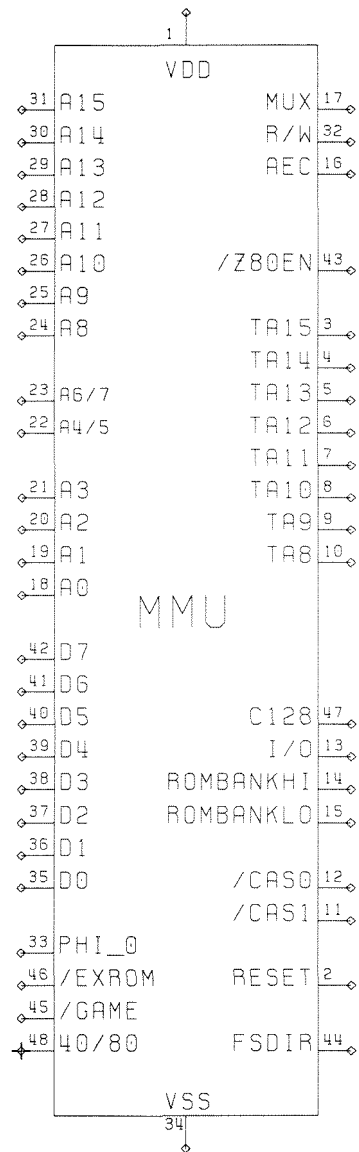 1
VDD
31 A15 MUX 17
30 A14 R/W 32
29 A13 AEC 16
28 A12
27 A11
26 A10 /Z80EN 43
25 A9
24 A8 TA15 3
TA14 4
23 A6/7 TA13 5
22 A4/5 TA12 6
TA11 7
21 A3 TA10 8
20 A2 TA9 9
19 A1 TA8 10
18 A0
MMU
42 D7
41 D6
40 D5 C128 47
39 D4 I/O 13
38 D3 ROMBANKHI 14
37 D2 ROMBANKLO 15
36 D1
35 D0 /CAS0 12
/CAS1 11
33 PHI_0
46 /EXROM RESET 2
45 /GAME
48 40/80 FSDIR 44
VSS
34